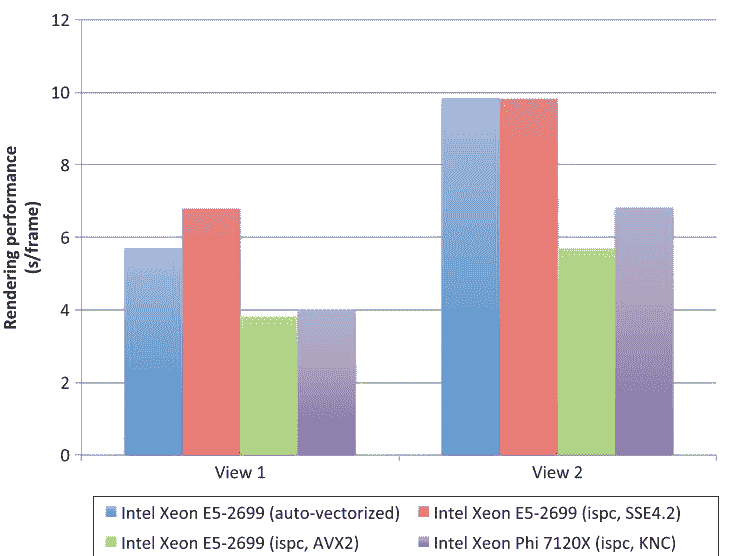 12
10
8
6
4
2
0
Rendering performance
(s/frame)
View 1
View 2
Intel Xeon E5-2699 (auto-vectorized)
Intel Xeon E5-2699 (ispc, SSE4.2)
Intel Xeon E5-2699 (ispc, AVX2)
Intel Xeon Phi 7120X (ispc, KNC)